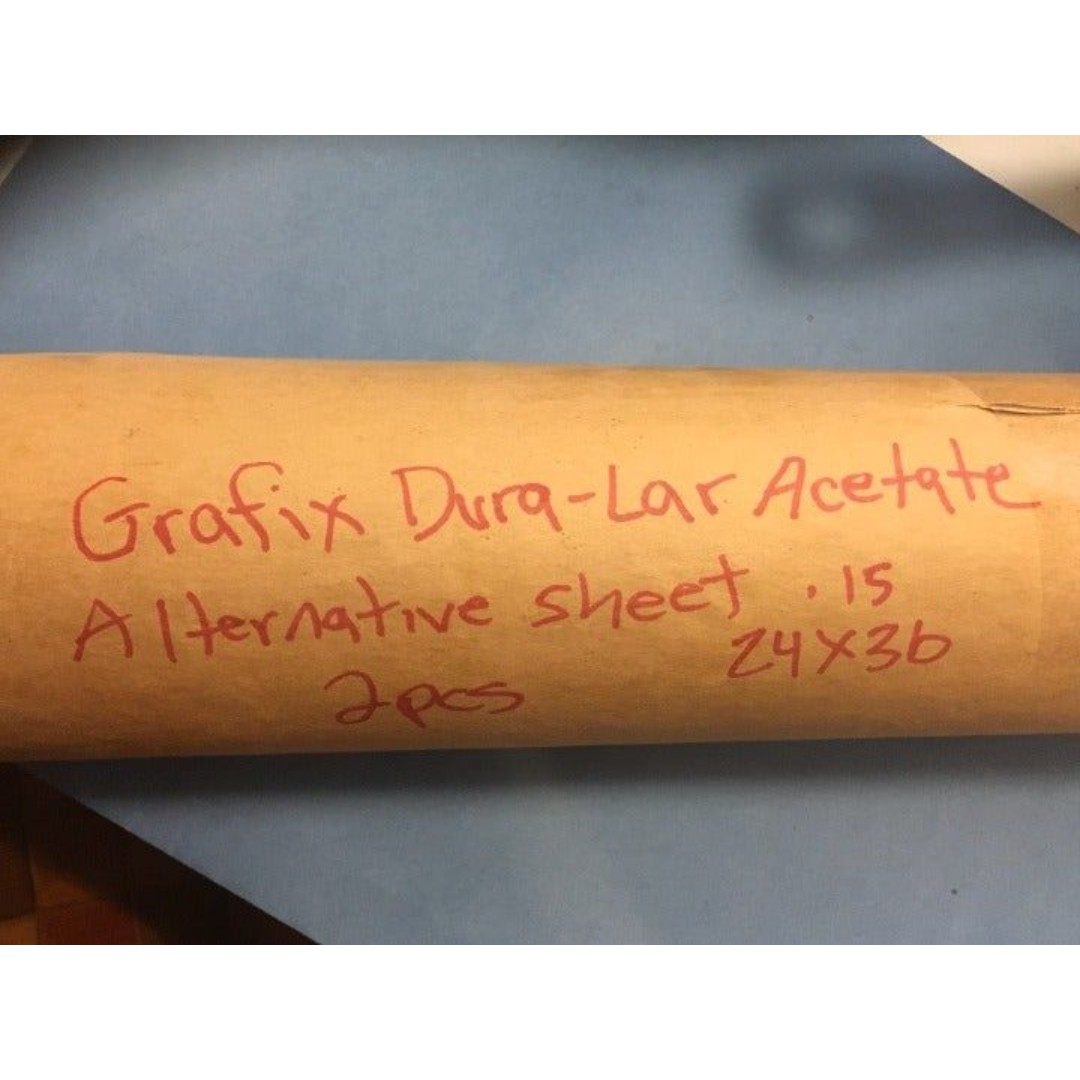 Grafix Dura-Lar Acetate
Alternative sheet .15
24X36
2pcs